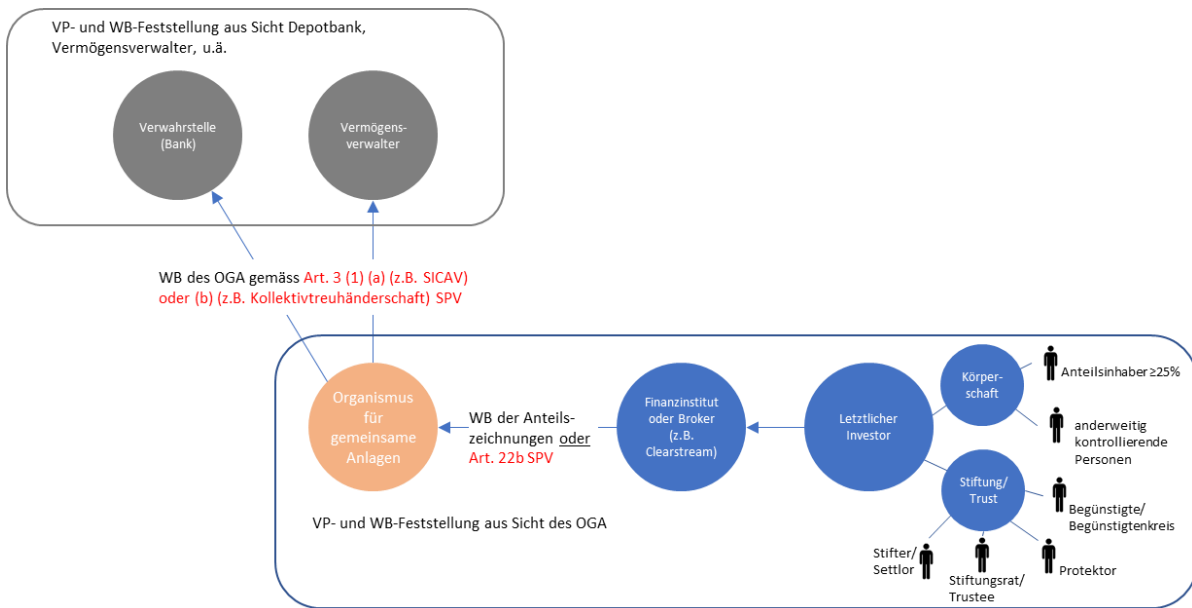 VP- und WB-Feststellung aus Sicht Depotbank,
Vermögensverwalter, u.ä.
Verwahrstelle
(Bank)
Vermögens-
verwalter
WB des OGA gemäss Art. 3 (1) (a) (z.B. SICAV)
oder (b) (z.B. Kollektivtreuhänderschaft) SPV
Organismus
für
gemeinsame
Anlagen
WB der Anteils-
zeichnungen oder
Art. 22b SPV
Finanzinstitut
oder Broker
(z.B.
Clearstream)
Letztlicher
Investor
Körper-
schaft
Anteilsinhaber ≥25%
anderweitig
kontrollierende
Personen
Stiftung/
Trust
Begünstigte/
Begünstigtenkreis
Protektor
Stiftungsrat/
Trustee
Stifter/
Settlor
VP- und WB-Feststellung aus Sicht des OGA